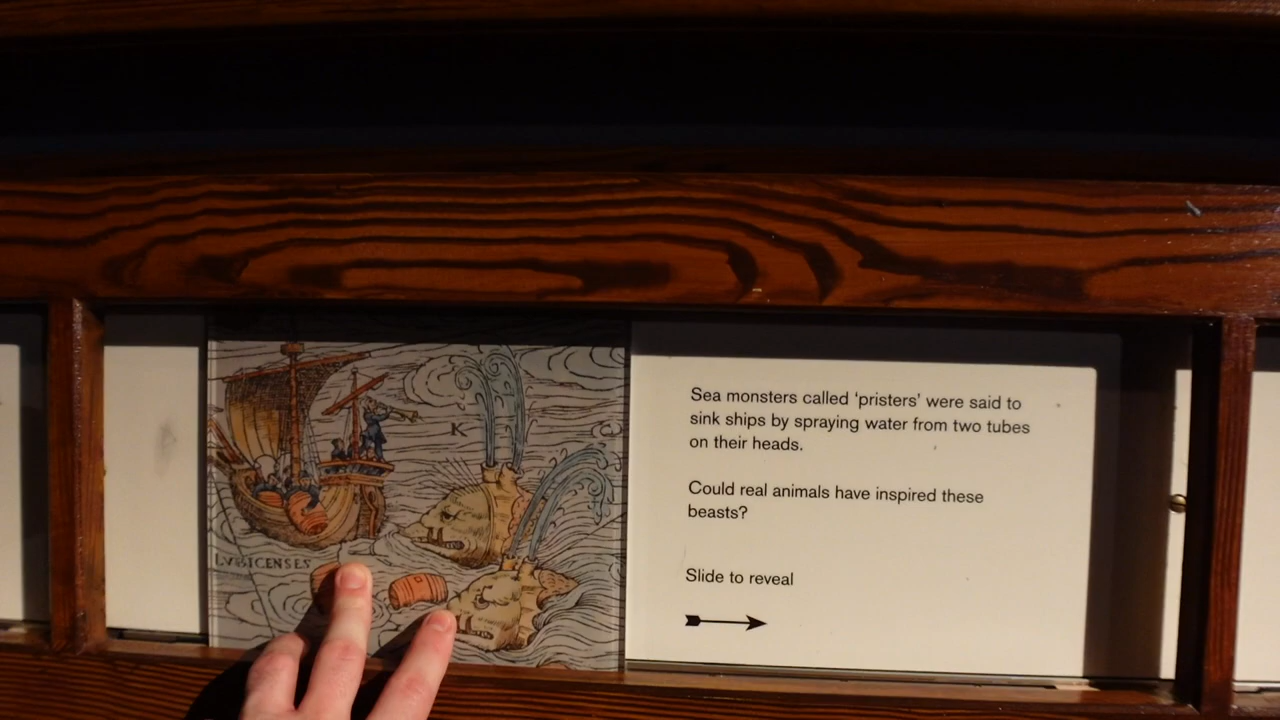 K
LVBICENSES
Sea monsters called ‘pristers’ were said to
sink ships by spraying water from two tubes
on their heads.
Could real animals have inspired these
beasts?
Slide to reveal